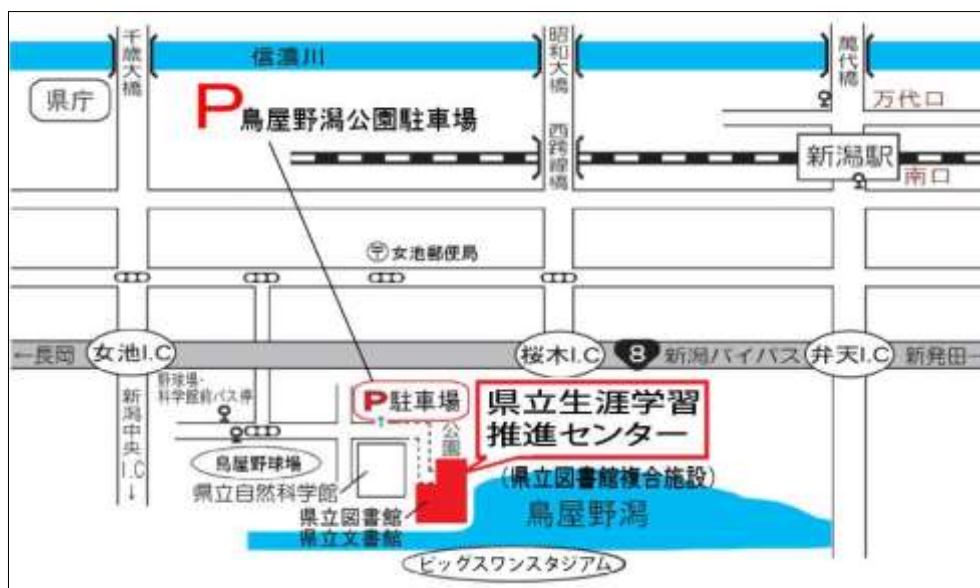 千歳大橋
信濃川
昭和大橋
萬代橋
県庁
P鳥屋野潟公園駐車場
万代口
西跨線橋
新潟駅
南口
〒女池郵便局
←長岡
女池I.C
桜木I.C
8
新潟バイパス
弁天I.C
新発田→
野球場・
科学館前バス停
新潟中央I.C↓
P駐車場
公園
県立生涯学習
推進センター
鳥屋野球場
(県立図書館複合施設)
県立自然科学館
県立図書館
県立文書館
鳥屋野潟
ビッグスワンスタジアム